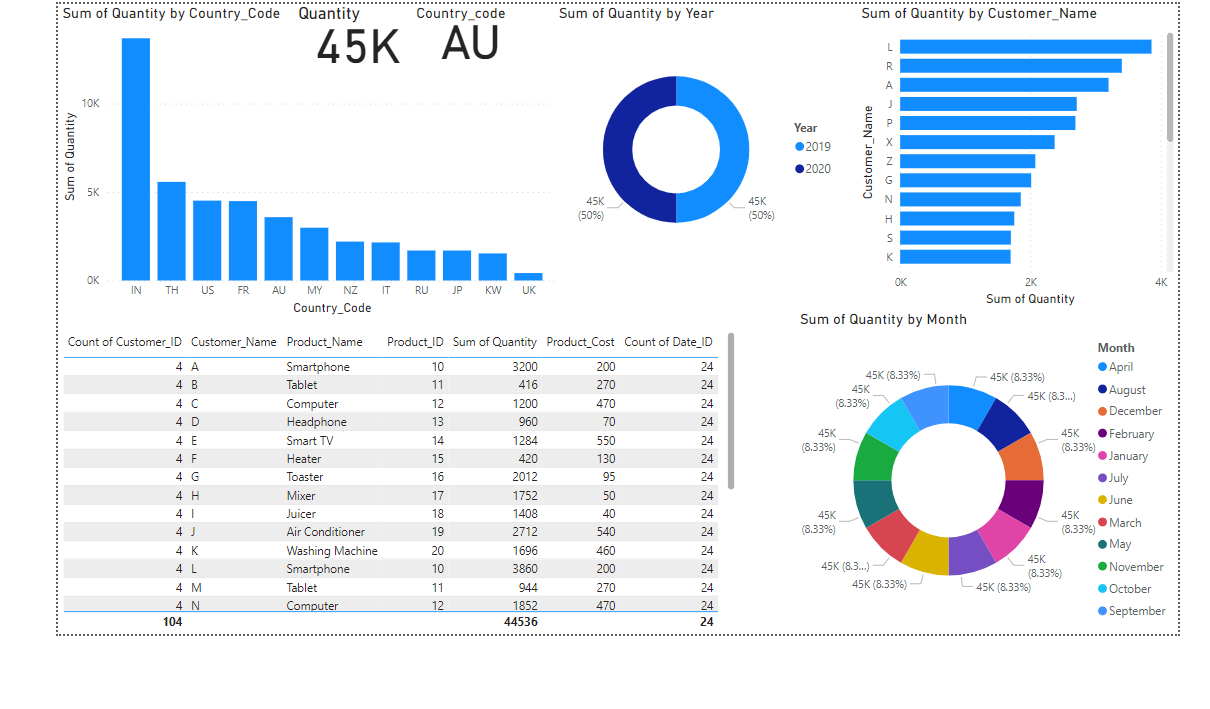 Sum of Quantity by Country_Code
Quantity
45K
Country_code
AU
Sum of Quantity
10K
5K
0K
IN TH US FR AU MY NZ IT RU JP KW UK
Country_Code
Sum of Quantity by Year
45K
(50%)
45K
(50%)
Year
2019
2020
Sum of Quantity by Customer_Name
Customer_Name
L
R
A
J
P
X
Z
G
N
H
S
K
0K 2K 4K
Sum of Quantity
Count of Customer_ID Customer_Name Product_Name Product_ID Sum of Quantity Product_Cost Count of Date_ID
4 A Smartphone 10 3200 200 24
4 B Tablet 11 416 270 24
4 C Computer 12 1200 470 24
4 D Headphone 13 960 70 24
4 E Smart TV 14 1284 550 24
4 F Heater 15 420 130 24
4 G Toaster 16 2012 95 24
4 H Mixer 17 1752 50 24
4 I Juicer 18 1408 40 24
4 J Air Conditioner 19 2712 540 24
4 K Washing Machine 20 1696 460 24
4 L Smartphone 10 3860 200 24
4 M Tablet 11 944 270 24
4 N Computer 12 1852 470 24
104 44536 24
Sum of Quantity by Month
45K (8.33%)
45K (8.33%)
45K
(8.33%)
45K (8.3...)
45K
(8.33%)
45K
(8.33%)
45K
(8.33%)
45K
(8.33%)
45K (8.3...)
45K
(8.33%)
45K (8.33%)
45K (8.33%)
Month
April
August
December
February
January
July
June
March
May
November
October
September